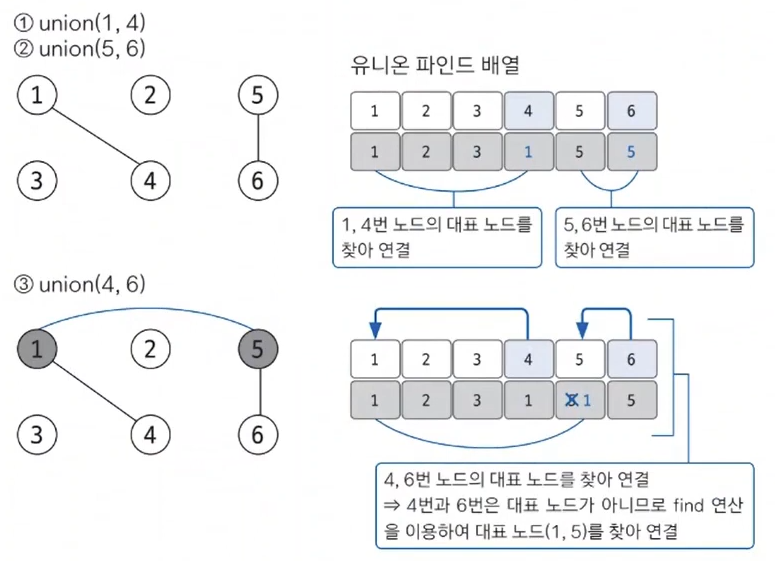 ① union(1, 4)
② union(5, 6)
1 2 5
3 4 6
유니온 파인드 배열
1 2 3 4 5 6
1 2 3 1 5 5
1, 4번 노드의 대표 노드를
찾아 연결
5, 6번 노드의 대표 노드를
찾아 연결
③ union(4, 6)
1 2 5
3 4 6
1 2 3 4 5 6
1 2 3 1 5 1 5
4, 6번 노드의 대표 노드를 찾아 연결
⇒ 4번과 6번은 대표 노드가 아니므로 find 연산
을 이용하여 대표 노드(1, 5)를 찾아 연결